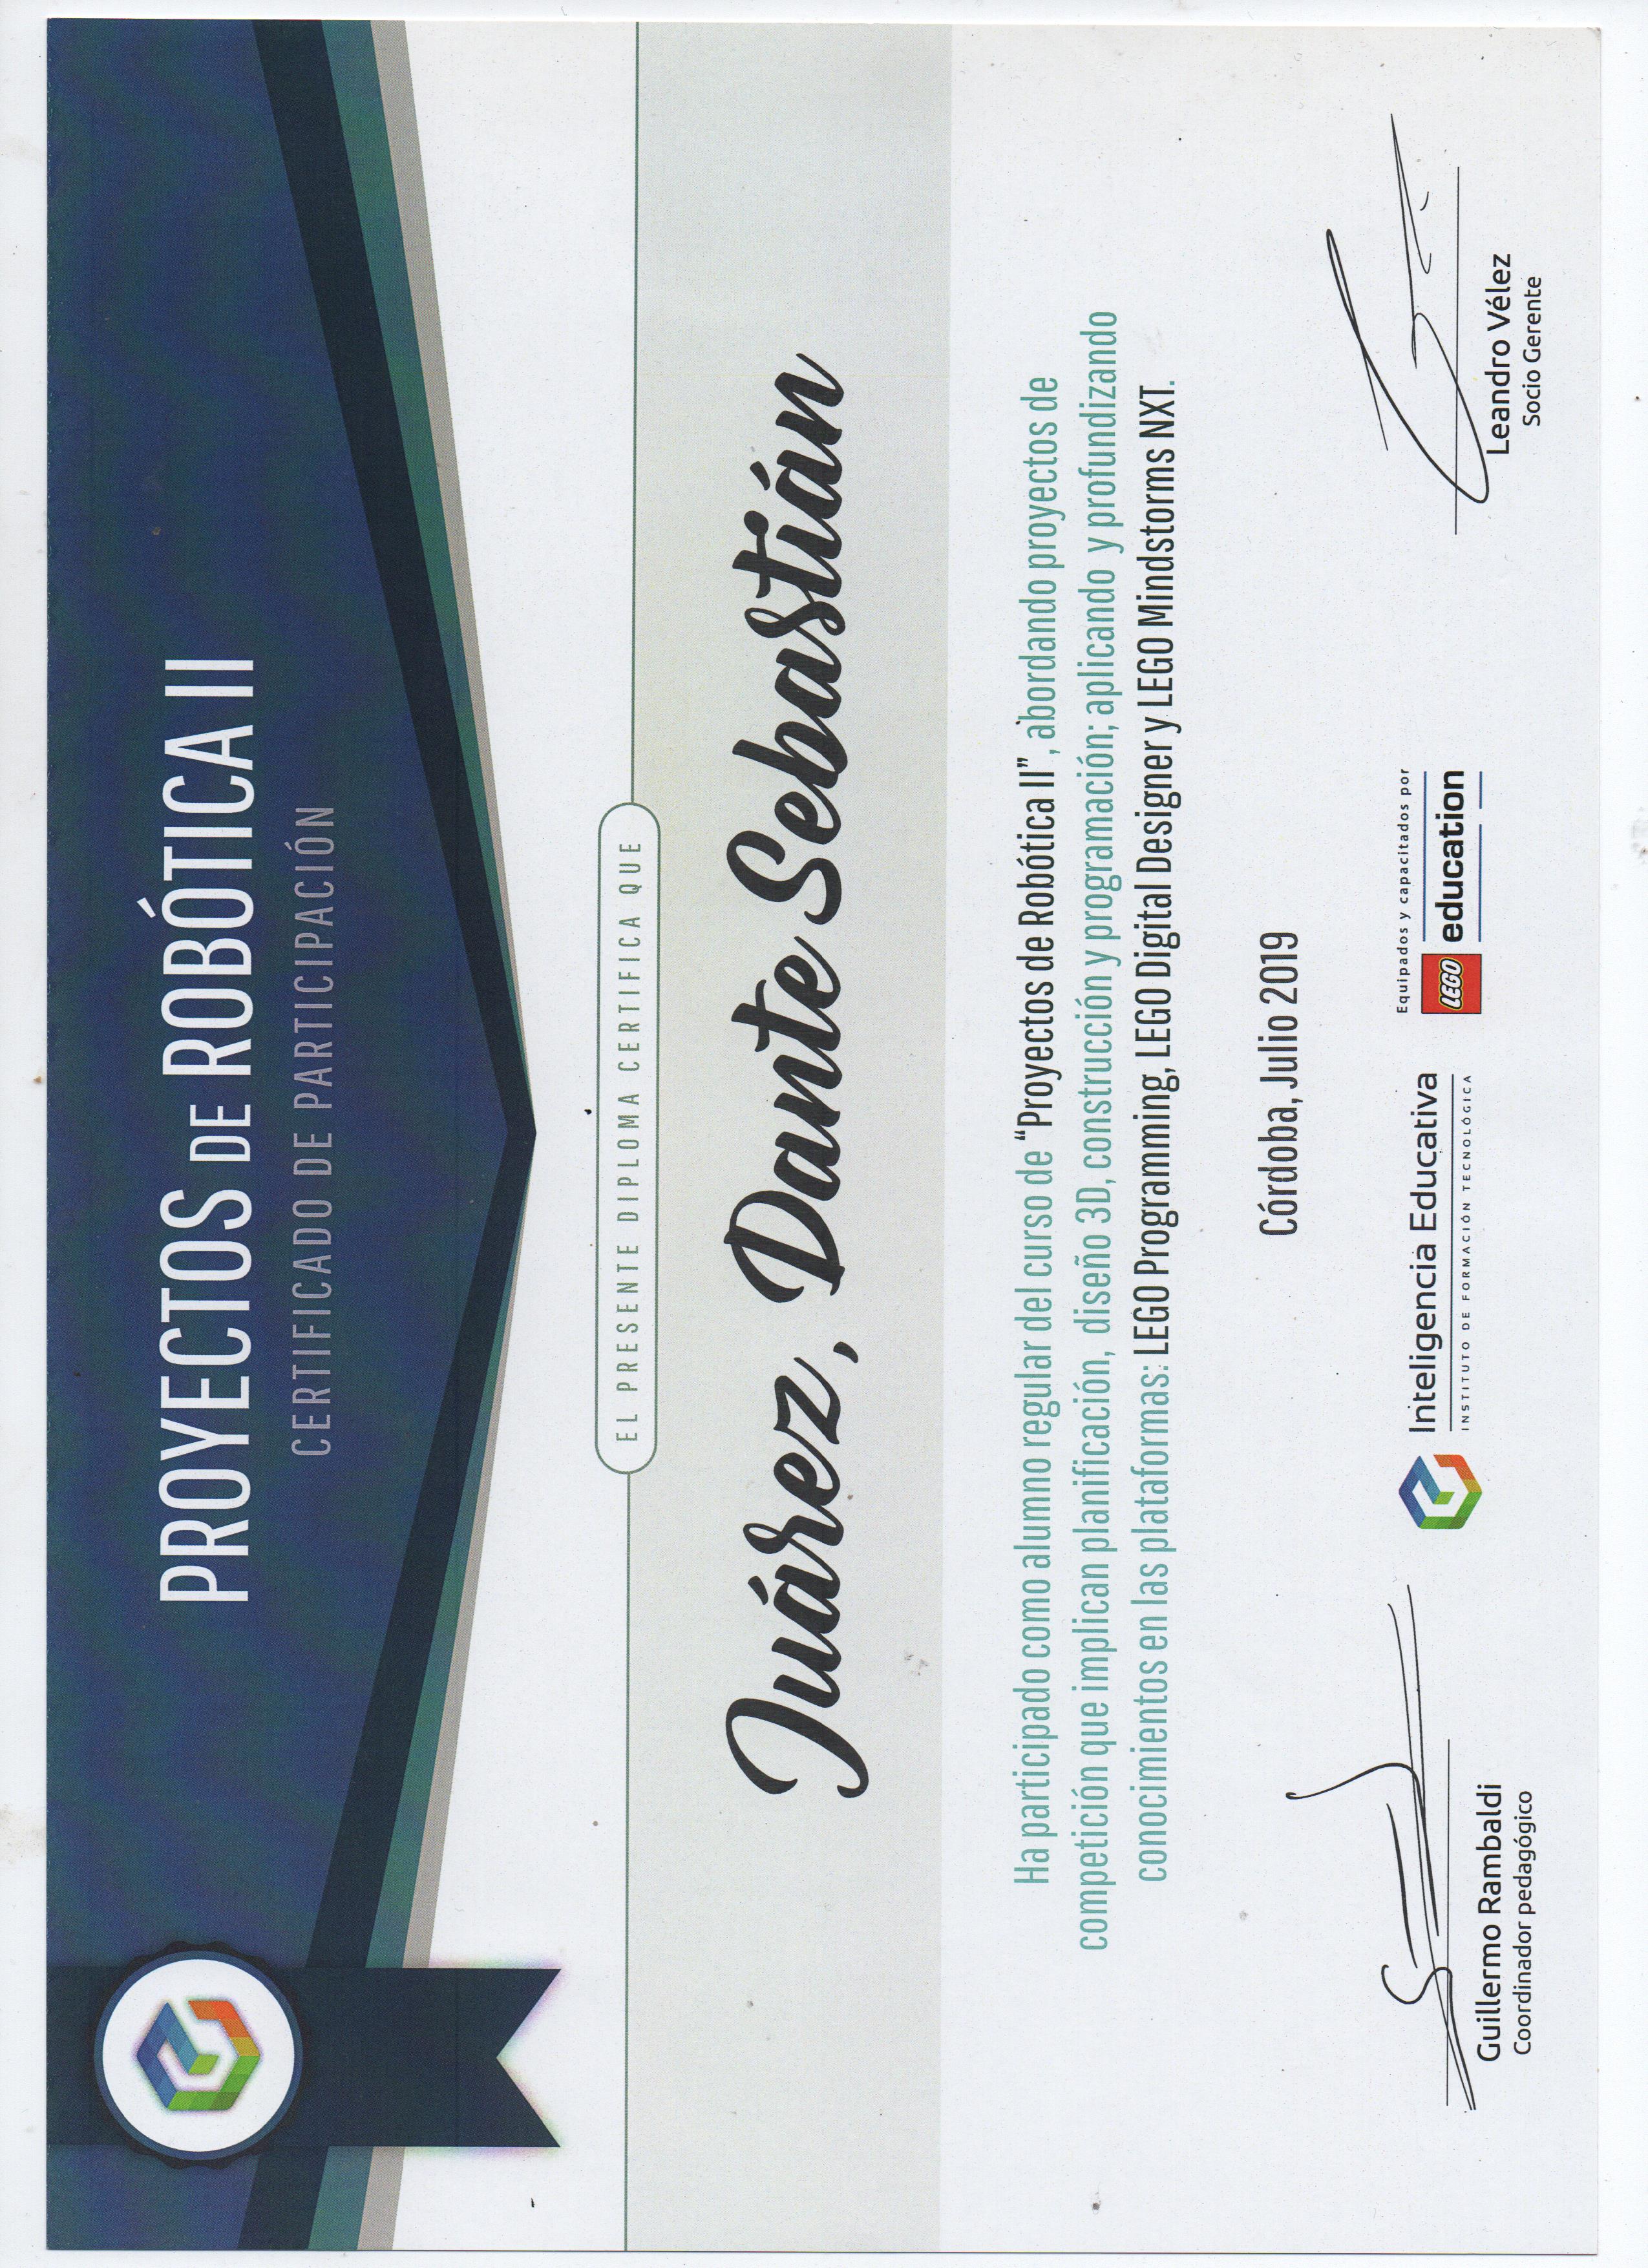 PROYECTOS DE ROBÓTICA II
CERTIFICADO DE PARTICIPACIÓN
EL PRESENTE DIPLOMA CERTIFICA QUE
Juárez, Dante Sebastián
Ha participado como alumno regular del curso de “Proyectos de Robótica II”, abordando proyectos de
competición que implican planificación, diseño 3D, construcción y programación; aplicando y profundizando
conocimientos en las plataformas: LEGO Programming, LEGO Digital Designer y LEGO Mindstorms NXT.
Córdoba, Julio 2019
Guillermo Rambaldi
Coordinador pedagógico
Inteligencia Educativa
INSTITUTO DE FORMACIÓN TECNOLÓGICA
Equipados y capacitados por
LEGO education
Leandro Vélez
Socio Gerente